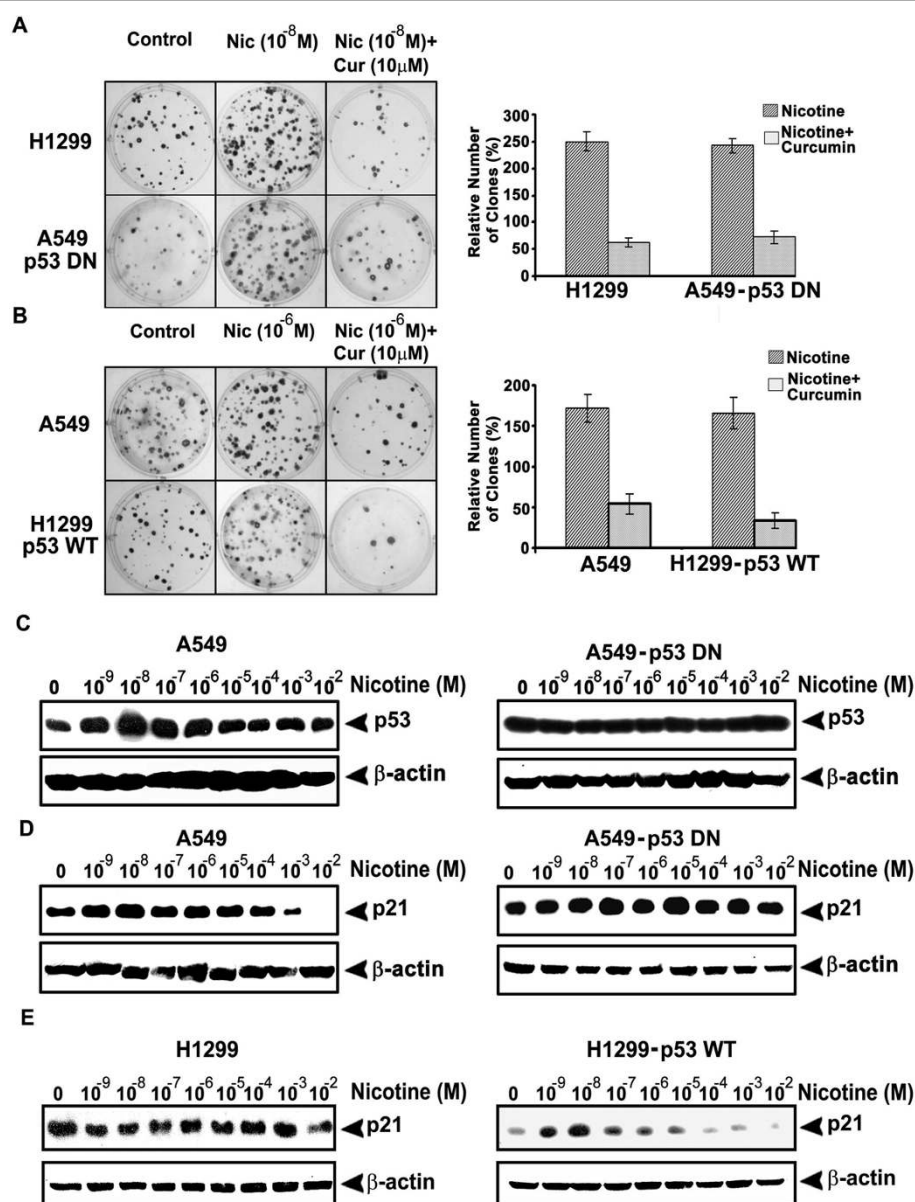 A
Control
Nic (10-8M)
Nic (10-8M)+
Cur (10μM)
H1299
A549
p53 DN
Nicotine
Nicotine+
Curcumin
Relative Number
of Clones (%)
300
250
200
150
100
50
0
H1299
A549-p53 DN
B
Control
Nic (10-6M)
Nic (10-6M)+
Cur (10μM)
A549
H1299
p53 WT
Nicotine
Nicotine+
Curcumin
Relative Number
of Clones (%)
200
150
100
50
0
A549
H1299-p53 WT
C
A549
0 10-9 10-8 10-7 10-6 10-5 10-4 10-3 10-2 Nicotine (M)
p53
β-actin
A549-p53 DN
0 10-9 10-8 10-7 10-6 10-5 10-4 10-3 10-2 Nicotine (M)
p53
β-actin
D
A549
0 10-9 10-8 10-7 10-6 10-5 10-4 10-3 10-2 Nicotine (M)
p21
β-actin
A549-p53 DN
0 10-9 10-8 10-7 10-6 10-5 10-4 10-3 10-2 Nicotine (M)
p21
β-actin
E
H1299
0 10-9 10-8 10-7 10-6 10-5 10-4 10-3 10-2 Nicotine (M)
p21
β-actin
H1299-p53 WT
0 10-9 10-8 10-7 10-6 10-5 10-4 10-3 10-2 Nicotine (M)
p21
β-actin